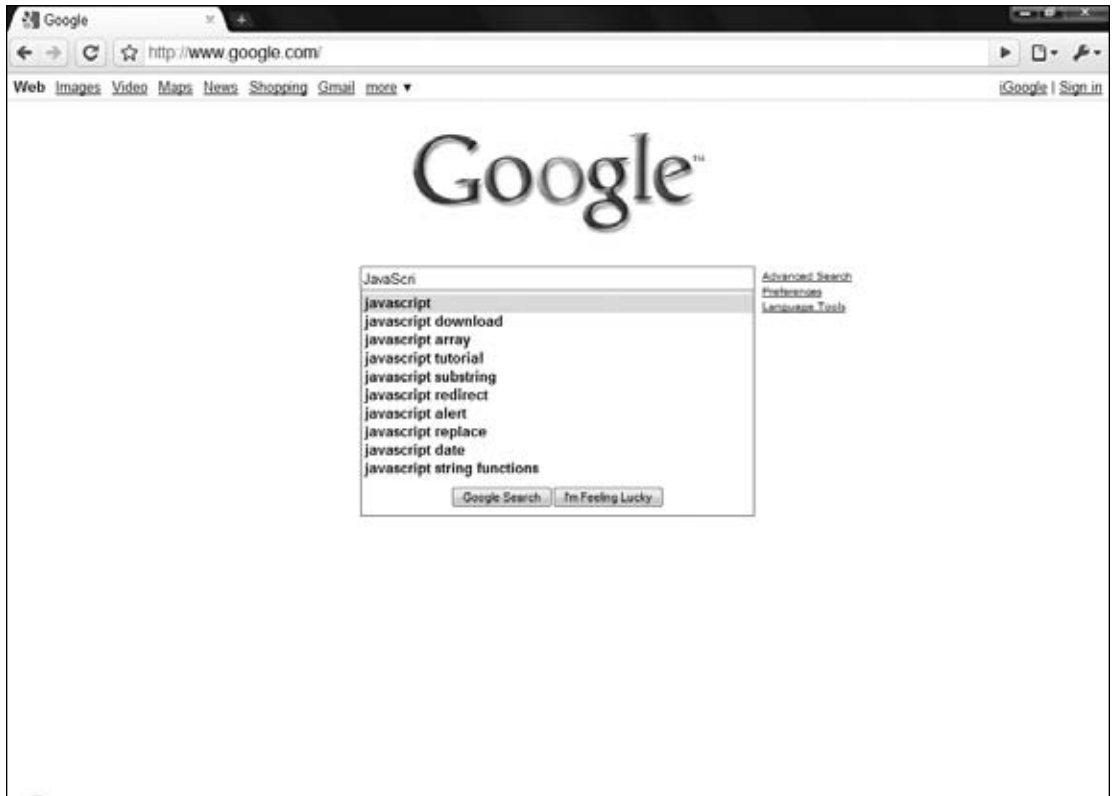 Google
http://www.google.com/
Web Images Video Maps News Shopping Gmail more ▼ iGoogle | Sign in
Google™
JavaScri
Advanced Search
Preferences
Language Tools
javascript
javascript download
javascript array
javascript tutorial
javascript substring
javascript redirect
javascript alert
javascript replace
javascript date
javascript string functions
Google Search I'm Feeling Lucky